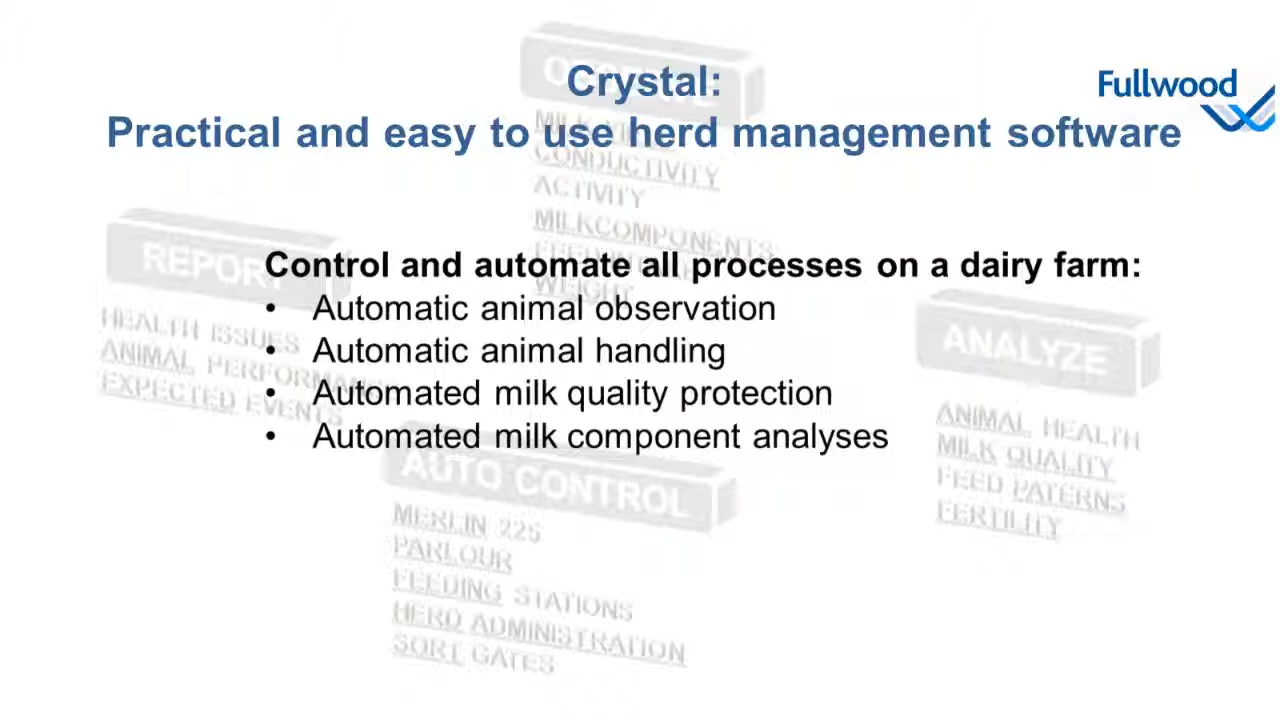 Crystal:
Fullwood
Practical and easy to use herd management software
Control and automate all processes on a dairy farm:
• Automatic animal observation
• Automatic animal handling
• Automated milk quality protection
• Automated milk component analyses
OBSERVE
MILK
CONDUCTIVITY
ACTIVITY
MILKCOMPONENTS
WEIGHT
REPORT
HEALTH ISSUES
ANIMAL PERFORMANCE
EXPECTED EVENTS
ANALYZE
ANIMAL HEALTH
MILK QUALITY
FEED PATERNS
FERTILITY
AUTO CONTROL
MERLIN 225
PARLOUR
FEEDING STATIONS
HERD ADMINISTRATION
SORT GATES